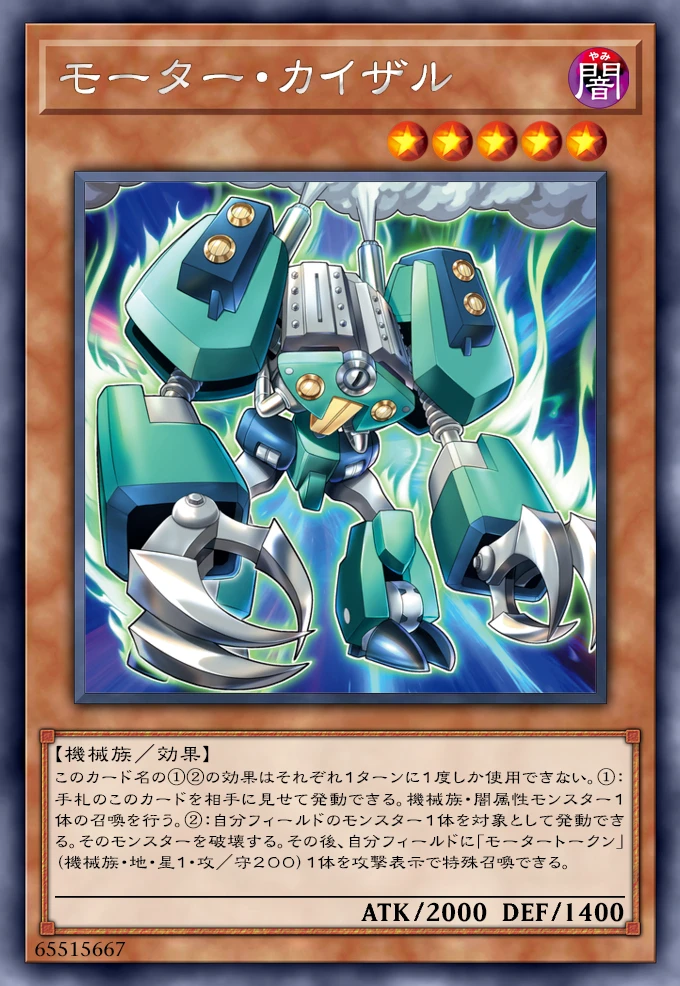 モーター・カイザル
やみ
闇
【機械族／効果】
このカード名の①②の効果はそれぞれ1ターンに1度しか使用できない。①：
手札のこのカードを相手に見せて発動できる。機械族・闇属性モンスター1
体の召喚を行う。②：自分フィールドのモンスター1体を対象として発動でき
る。そのモンスターを破壊する。その後、自分フィールドに「モータートークン」
（機械族・地・星1・攻／守200）1体を攻撃表示で特殊召喚できる。
ATK/2000 DEF/1400
65515667